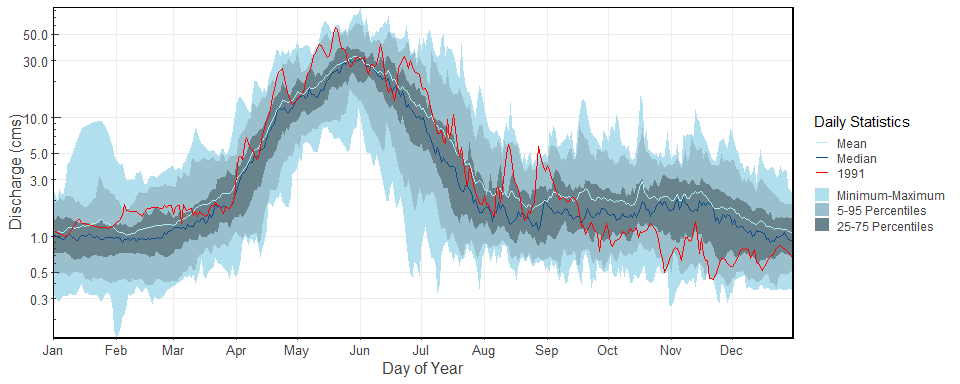 50.0
30.0
10.0
5.0
3.0
1.0
0.5
0.3
Discharge (cms)
Jan Feb Mar Apr May Jun Jul Aug Sep Oct Nov Dec
Day of Year
Daily Statistics
Mean
Median
1991
Minimum-Maximum
5-95 Percentiles
25-75 Percentiles